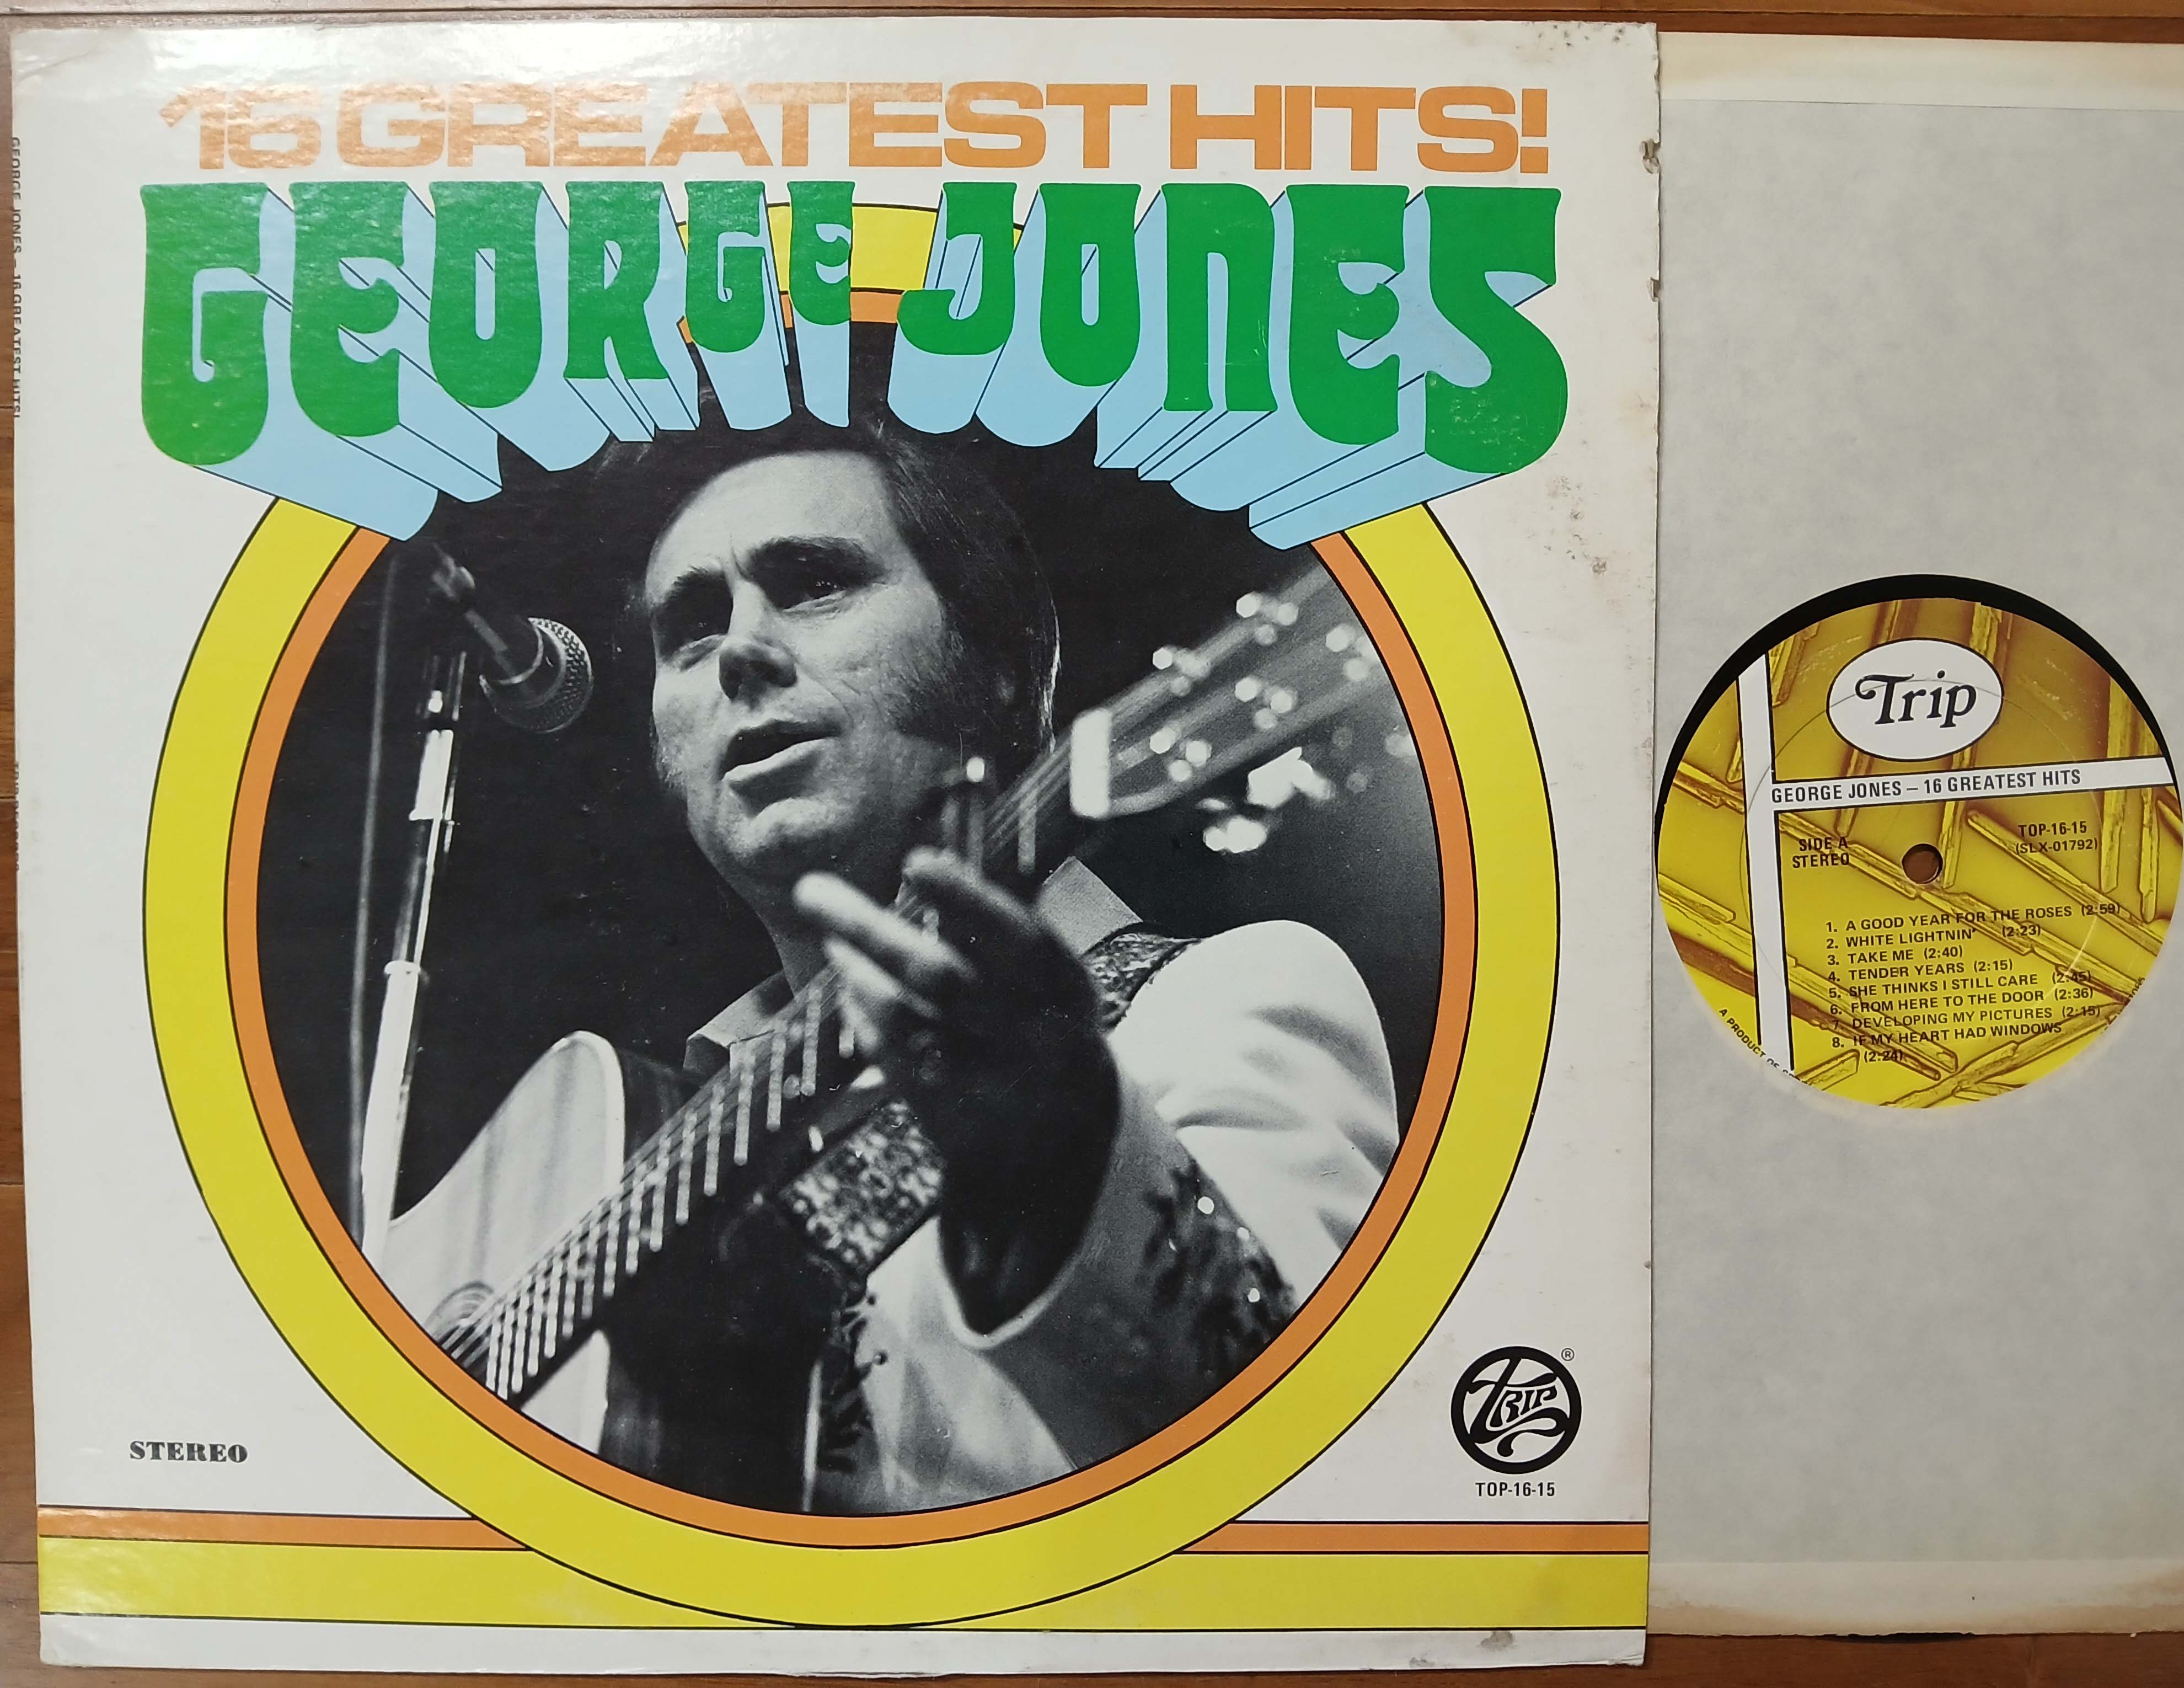 16 GREATEST HITS!
GEORGE JONES
GEORGE JONES – 16 GREATEST HITS!
STEREO
TRIP ®
TOP-16-15
Trip
GEORGE JONES – 16 GREATEST HITS
SIDE A
STEREO
TOP-16-15
(SLX-01792)
1. A GOOD YEAR FOR THE ROSES (2:59)
2. WHITE LIGHTNIN' (2:23)
3. TAKE ME (2:40)
4. TENDER YEARS (2:15)
5. SHE THINKS I STILL CARE (2:45)
6. FROM HERE TO THE DOOR (2:36)
7. DEVELOPING MY PICTURES (2:15)
8. IF MY HEART HAD WINDOWS
(2:24)
A PRODUCT OF